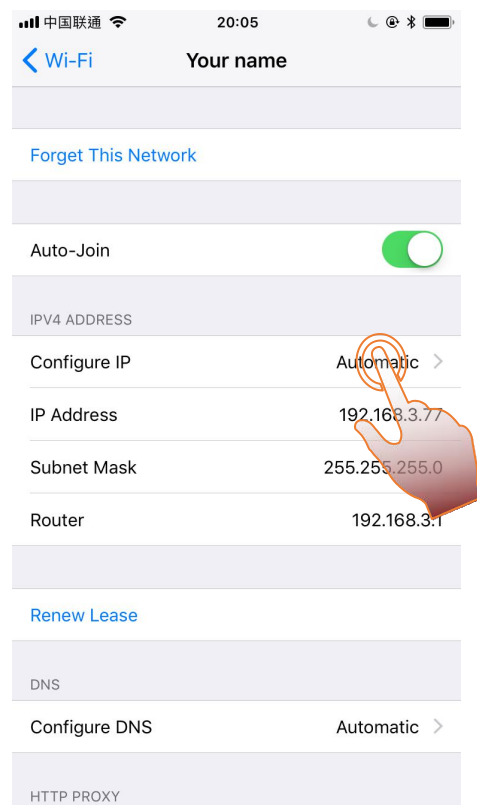 中国联通 20:05
Wi-Fi Your name
Forget This Network
Auto-Join
IPV4 ADDRESS
Configure IP Automatic
IP Address 192.168.3.77
Subnet Mask 255.255.255.0
Router 192.168.3.1
Renew Lease
DNS
Configure DNS Automatic
HTTP PROXY